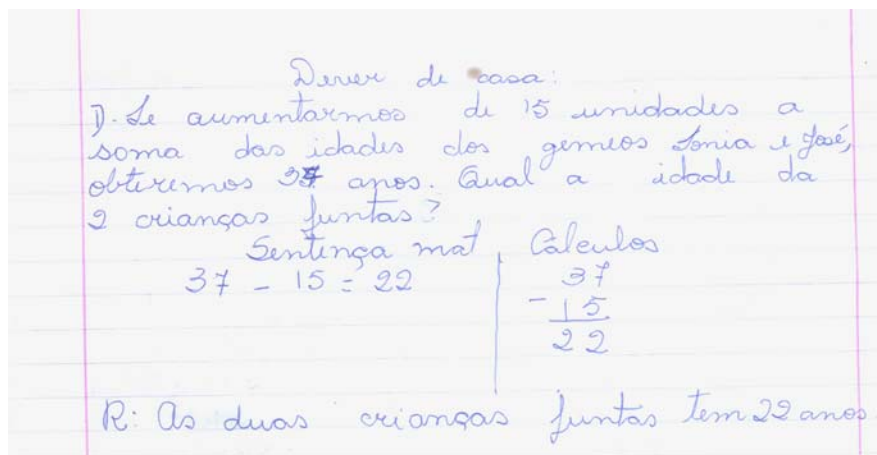 Dever de casa:
1). Se aumentarmos de 15 unidades a
soma das idades dos gemeos Sonia e José,
obteremos 37 anos. Qual a idade da
2 crianças juntas?
Sentença mat Cálculos
37 - 15 = 22 37
- 15
22
R: As duas crianças juntas tem 22 anos